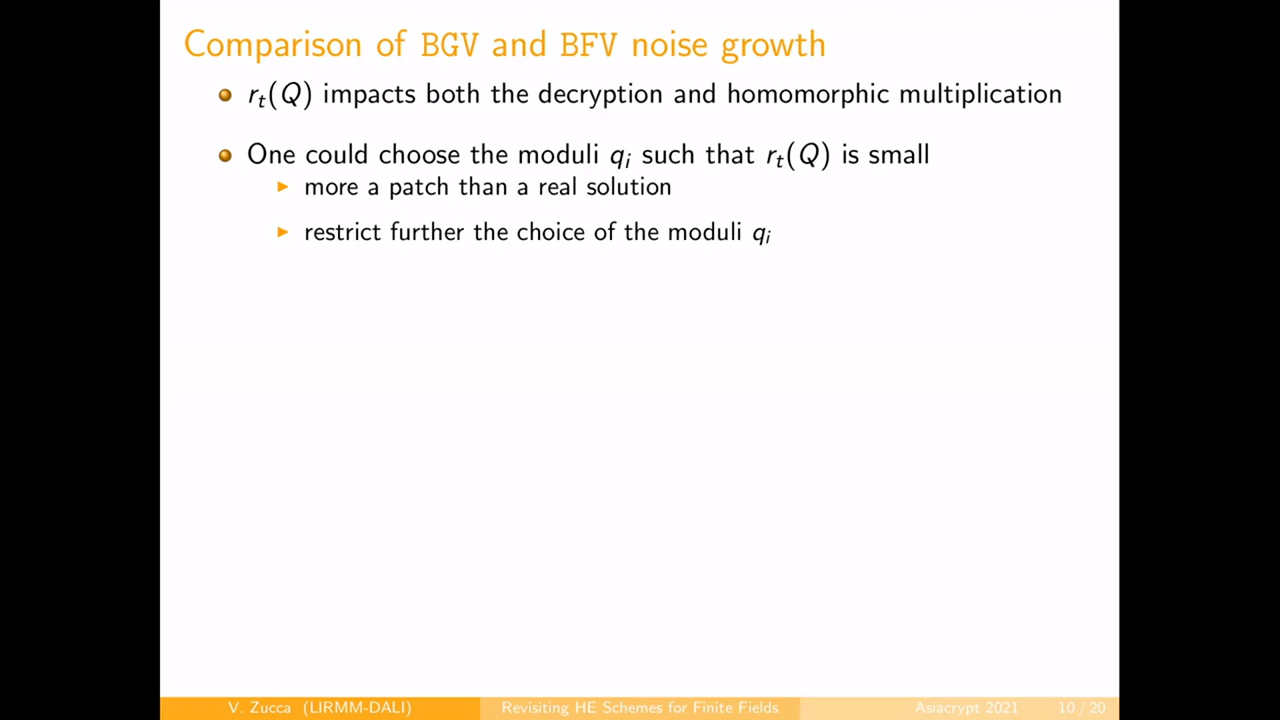 Comparison of BGV and BFV noise growth
r_t(Q) impacts both the decryption and homomorphic multiplication
One could choose the moduli q_i such that r_t(Q) is small
more a patch than a real solution
restrict further the choice of the moduli q_i
V. Zucca (LIRMM-DALI) Revisiting HE Schemes for Finite Fields Asiacrypt 2021 10 / 20